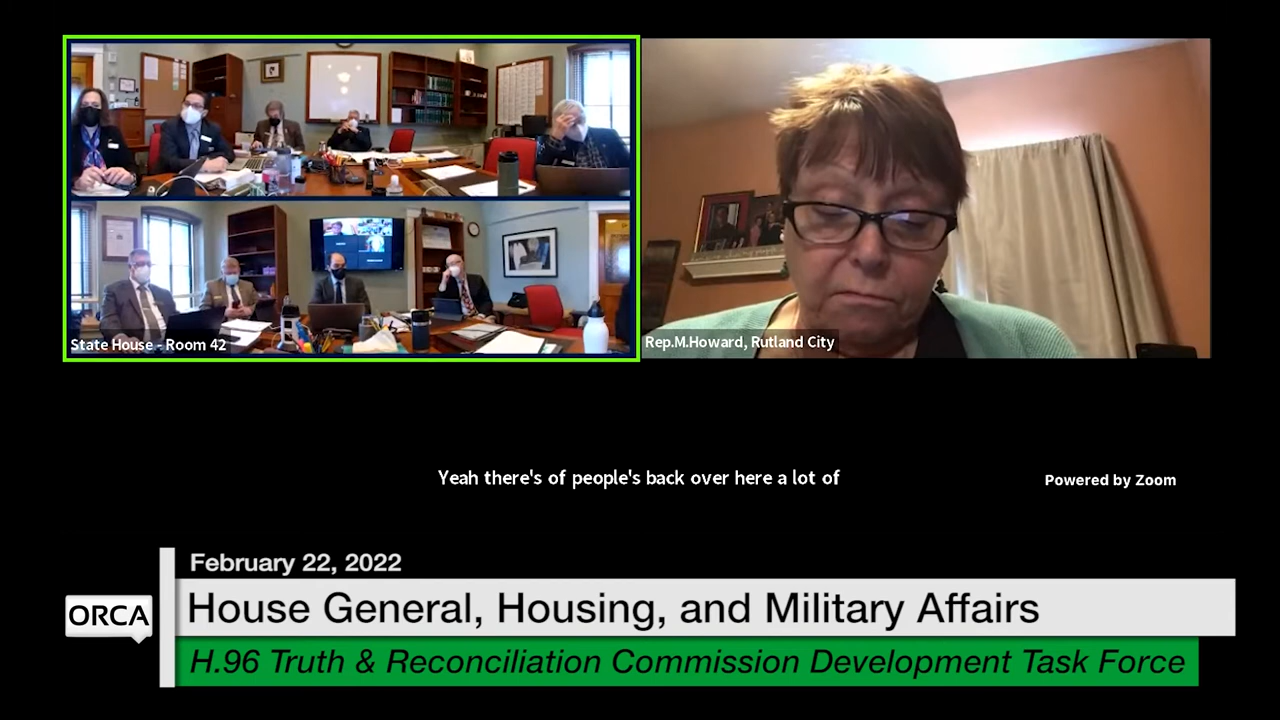 State House - Room 42
Rep.M.Howard, Rutland City
Yeah there's of people's back over here a lot of
Powered by Zoom
February 22, 2022
ORCA
House General, Housing, and Military Affairs
H.96 Truth & Reconciliation Commission Development Task Force